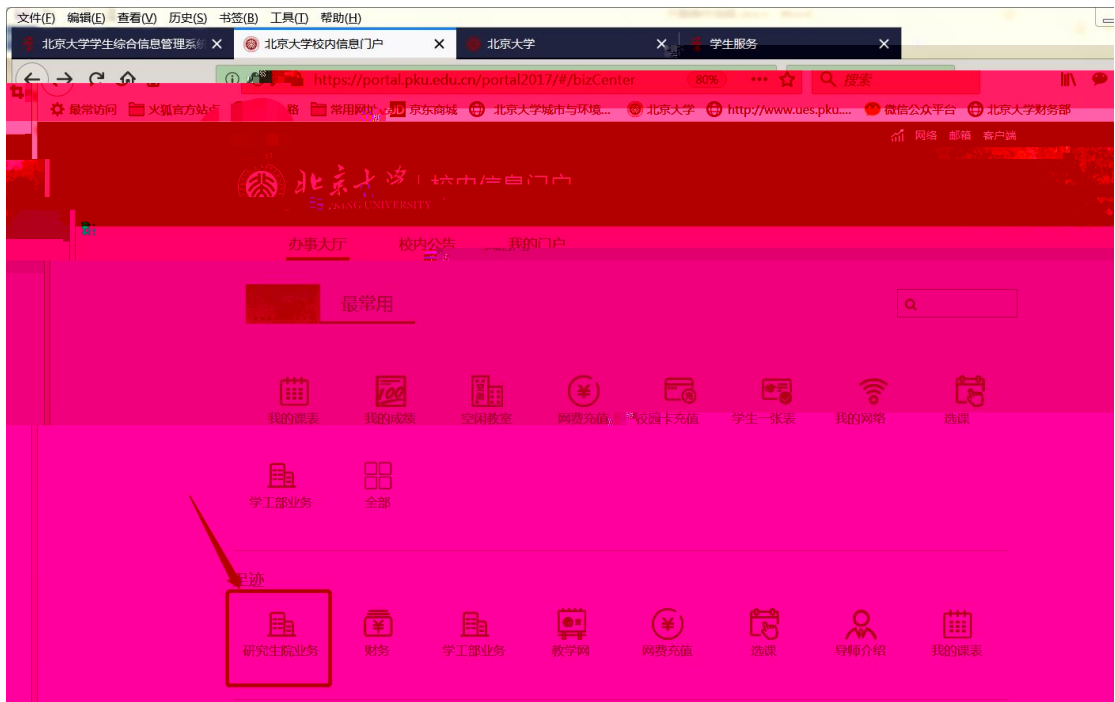 文件(F) 编辑(E) 查看(V) 历史(S) 书签(B) 工具(T) 帮助(H)
北京大学学生综合信息管理系统 北京大学校内信息门户 北京大学 学生服务
https://portal.pku.edu.cn/portal2017/#/bizCenter 80% 搜索
最常访问 火狐官方站点 常用网址 JD 京东商城 北京大学城市与环境... 北京大学 http://www.ues.pku.... 微信公众平台 北京大学财务部
网络 邮箱 客户端
北京大学 校内信息门户
PEKING UNIVERSITY
办事大厅 校内公告 我的门户
最常用
我的课表 我的成绩 空闲教室 网费充值 校园卡充值 学生一张表 我的网络 选课
学工部业务 全部
足迹
研究生院业务 财务 学工部业务 教学网 网费充值 选课 导师介绍 我的课表